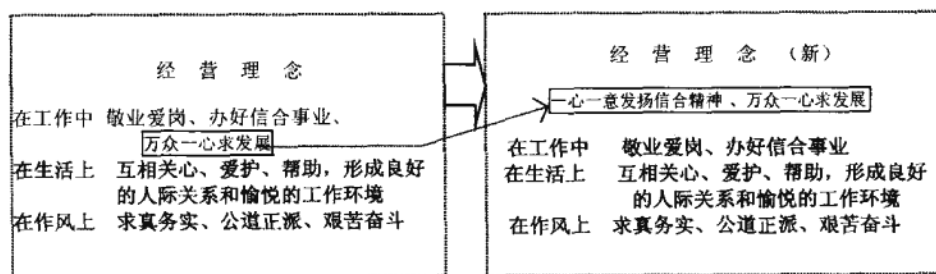 经营理念
在工作中 敬业爱岗、办好信合事业、
万众一心求发展
在生活上 互相关心、爱护、帮助，形成良好
的人际关系和愉悦的工作环境
在作风上 求真务实、公道正派、艰苦奋斗
经营理念（新）
一心一意发扬信合精神、万众一心求发展
在工作中 敬业爱岗、办好信合事业
在生活上 互相关心、爱护、帮助，形成良好
的人际关系和愉悦的工作环境
在作风上 求真务实、公道正派、艰苦奋斗